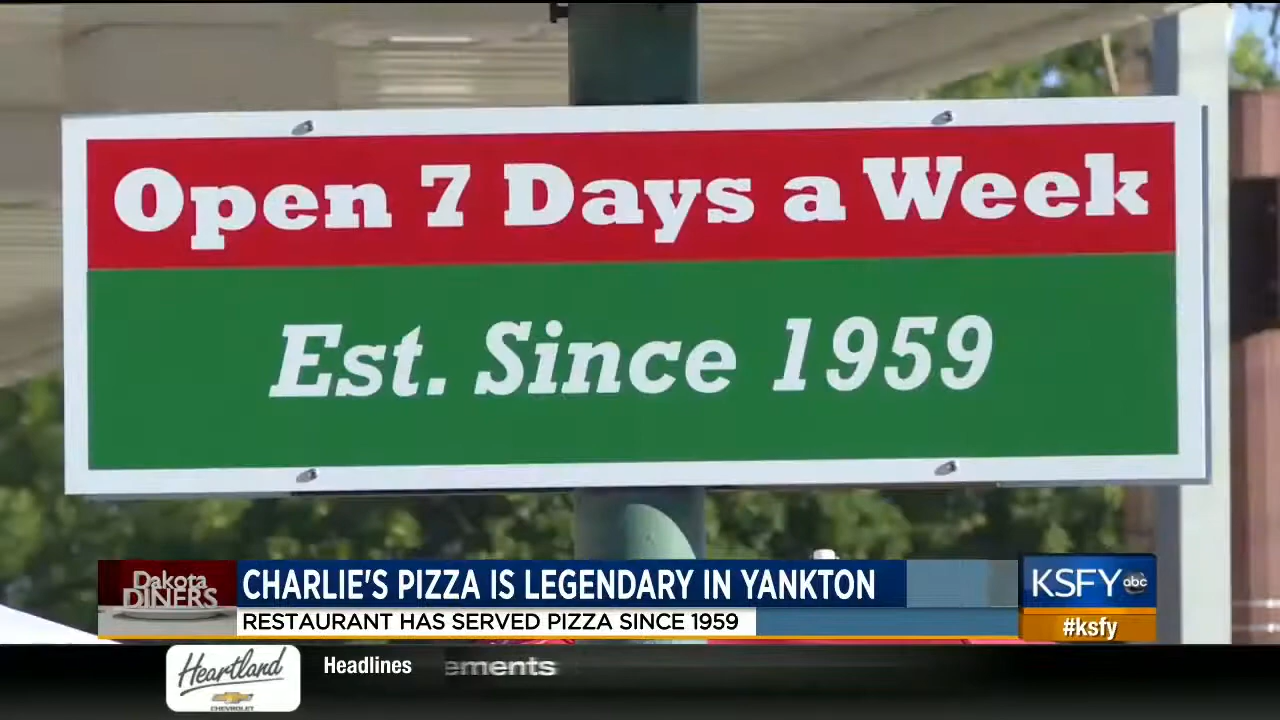 Open 7 Days a Week
Est. Since 1959
Dakota
DINERS
CHARLIE'S PIZZA IS LEGENDARY IN YANKTON
RESTAURANT HAS SERVED PIZZA SINCE 1959
KSFY abc
#ksfy
Heartland
CHEVROLET
Headlines
ements